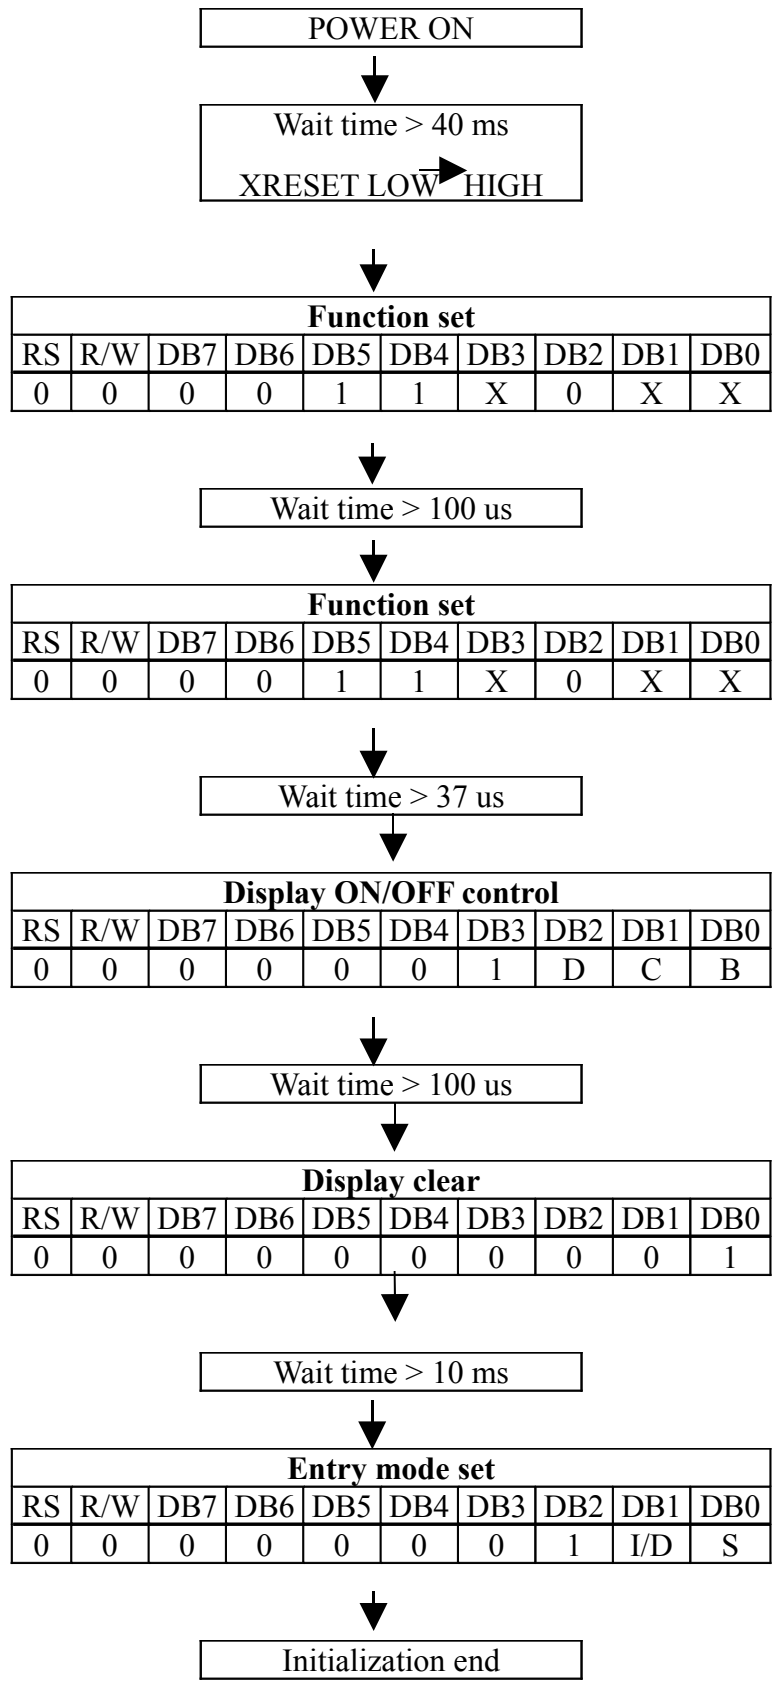 POWER ON
Wait time > 40 ms
XRESET LOW HIGH
Function set
RS R/W DB7 DB6 DB5 DB4 DB3 DB2 DB1 DB0
0 0 0 0 1 1 X 0 X X
Wait time > 100 us
Function set
RS R/W DB7 DB6 DB5 DB4 DB3 DB2 DB1 DB0
0 0 0 0 1 1 X 0 X X
Wait time > 37 us
Display ON/OFF control
RS R/W DB7 DB6 DB5 DB4 DB3 DB2 DB1 DB0
0 0 0 0 0 0 1 D C B
Wait time > 100 us
Display clear
RS R/W DB7 DB6 DB5 DB4 DB3 DB2 DB1 DB0
0 0 0 0 0 0 0 0 0 1
Wait time > 10 ms
Entry mode set
RS R/W DB7 DB6 DB5 DB4 DB3 DB2 DB1 DB0
0 0 0 0 0 0 0 1 I/D S
Initialization end